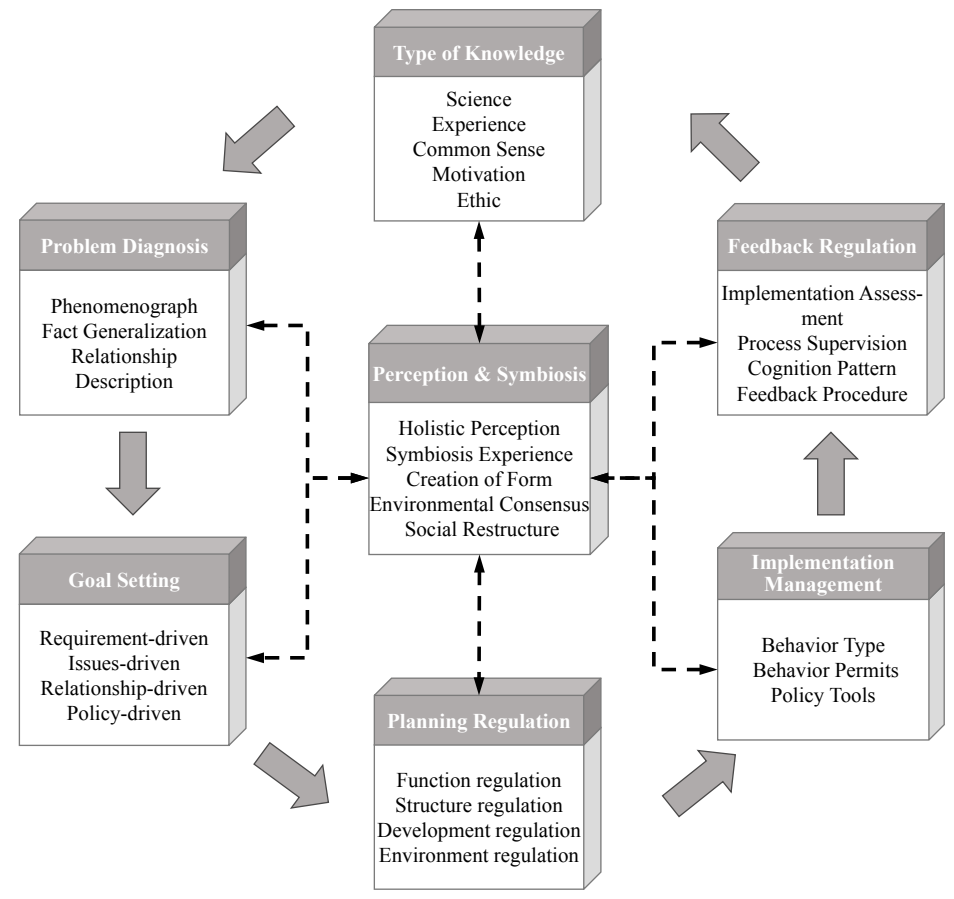 Type of Knowledge
Science
Experience
Common Sense
Motivation
Ethic
Problem Diagnosis
Phenomenograph
Fact Generalization
Relationship
Description
Feedback Regulation
Implementation Assess-
ment
Process Supervision
Cognition Pattern
Feedback Procedure
Perception & Symbiosis
Holistic Perception
Symbiosis Experience
Creation of Form
Environmental Consensus
Social Restructure
Goal Setting
Requirement-driven
Issues-driven
Relationship-driven
Policy-driven
Implementation
Management
Behavior Type
Behavior Permits
Policy Tools
Planning Regulation
Function regulation
Structure regulation
Development regulation
Environment regulation